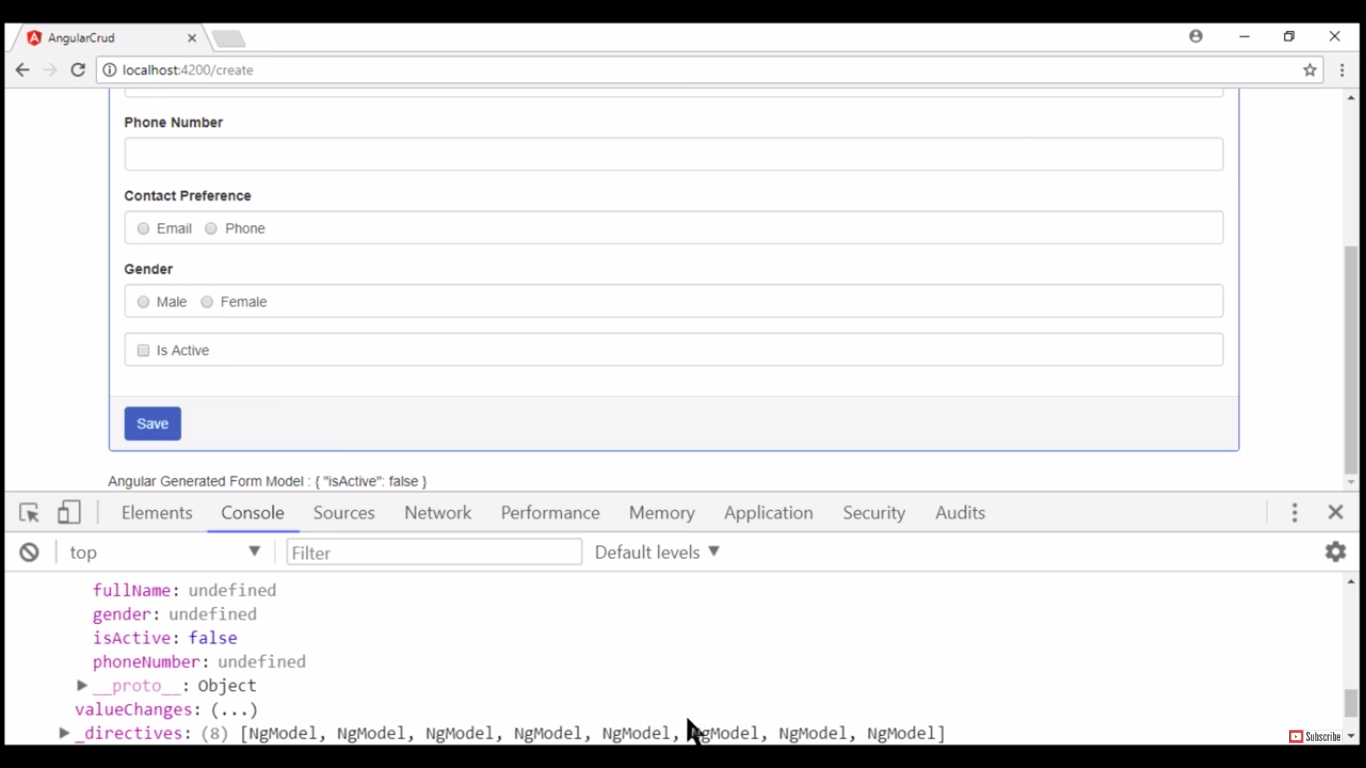 AngularCrud
localhost:4200/create
Phone Number
Contact Preference
Email Phone
Gender
Male Female
Is Active
Save
Angular Generated Form Model : { "isActive": false }
Elements Console Sources Network Performance Memory Application Security Audits
top Filter Default levels
fullName: undefined
gender: undefined
isActive: false
phoneNumber: undefined
__proto__: Object
valueChanges: (...)
_directives: (8) [NgModel, NgModel, NgModel, NgModel, NgModel, NgModel, NgModel, NgModel]
Subscribe